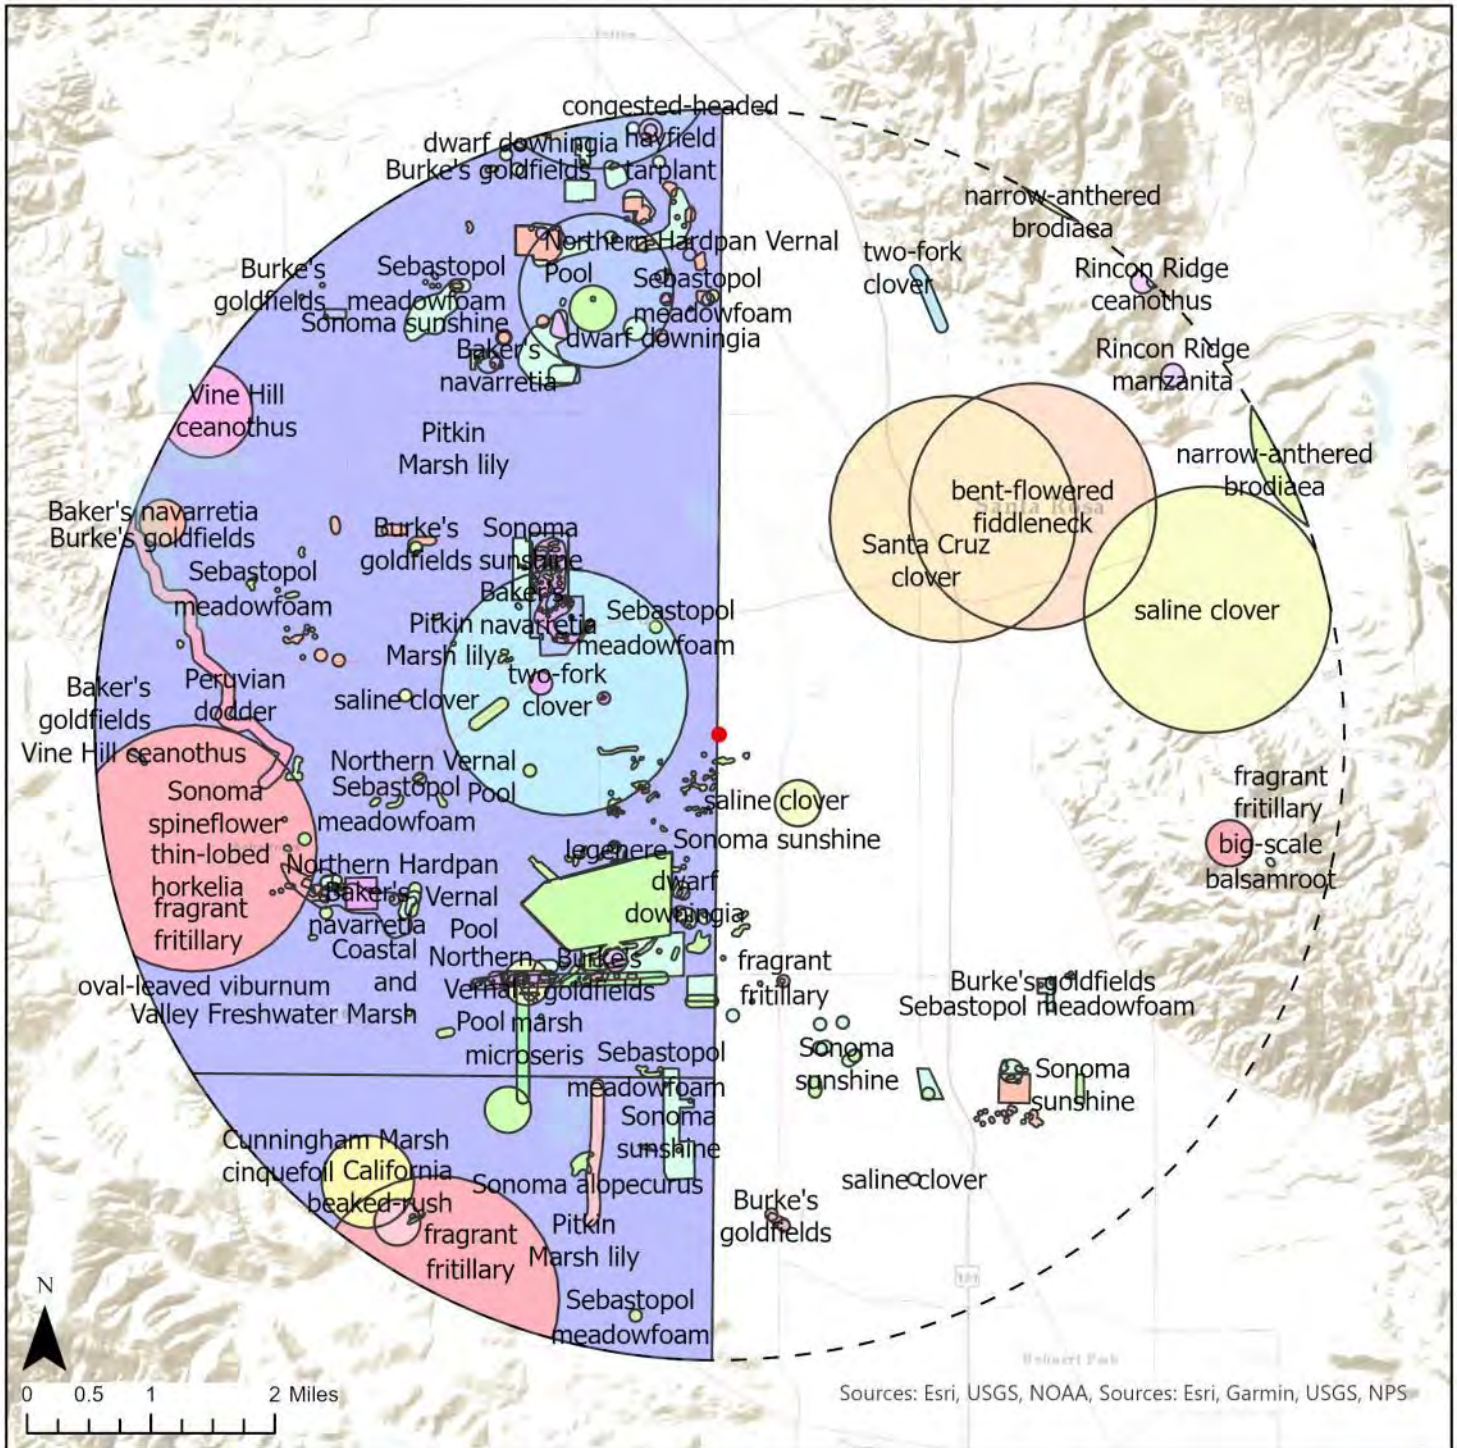 congested-headed
dwarf downingia hayfield
Burke's goldfields tarplant
narrow-anthered
brodiaea
Northern Hardpan Vernal
Pool
two-fork
clover
Burke's
goldfields
Sebastopol
meadowfoam
Sebastopol
meadowfoam
Rincon Ridge
ceanothus
Sonoma sunshine
dwarf downingia
Baker's
navarretia
Rincon Ridge
manzanita
Vine Hill
ceanothus
Pitkin
Marsh lily
narrow-anthered
brodiaea
bent-flowered
fiddleneck
Santa Rosa
Baker's navarretia
Burke's goldfields
Burke's
goldfields
Sonoma
sunshine
Santa Cruz
clover
Sebastopol
meadowfoam
Baker's
navarretia
Pitkin
Marsh lily
Sebastopol
meadowfoam
saline clover
two-fork
clover
saline clover
Baker's
goldfields
Peruvian
dodder
Vine Hill ceanothus
Northern Vernal
Pool
Sebastopol
meadowfoam
saline clover
Sonoma sunshine
fragrant
fritillary
big-scale
balsamroot
Sonoma
spineflower
thin-lobed
horkelia
fragrant
fritillary
Northern Hardpan
Vernal
Pool
Baker's
navarretia
legenere
dwarf
downingia
Coastal
and
Valley Freshwater Marsh
oval-leaved viburnum
Northern
Vernal
Pool
Burke's
goldfields
marsh
microseris
fragrant
fritillary
Burke's goldfields
Sebastopol meadowfoam
Sebastopol
meadowfoam
Sonoma
sunshine
Sonoma
sunshine
Sonoma
sunshine
Cunningham Marsh
cinquefoil California
beaked-rush
Sonoma alopecurus
saline clover
Burke's
goldfields
fragrant
fritillary
Pitkin
Marsh lily
Sebastopol
meadowfoam
N
0 0.5 1 2 Miles
101
Rohnert Park
Sources: Esri, USGS, NOAA, Sources: Esri, Garmin, USGS, NPS